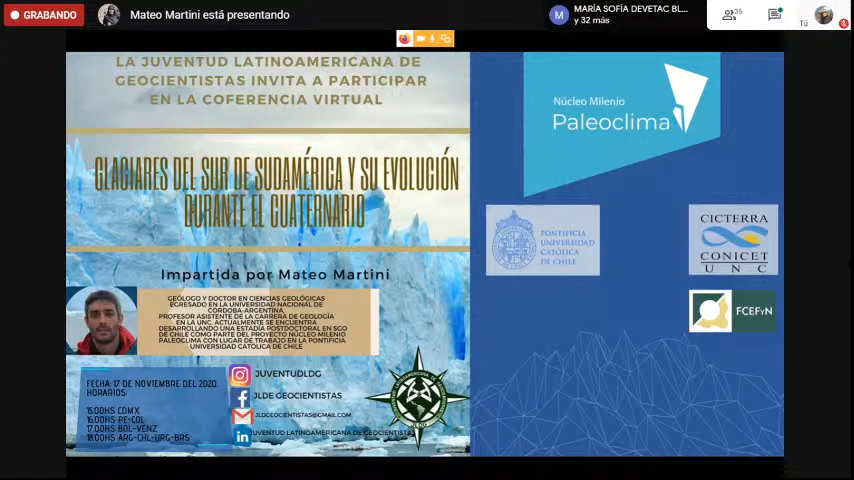 GRABANDO
Mateo Martini está presentando
M
MARÍA SOFÍA DEVETAC BL...
y 32 más
35
Tú
LA JUVENTUD LATINOAMERICANA DE
GEOCIENTISTAS INVITA A PARTICIPAR
EN LA COFERENCIA VIRTUAL
GLACIARES DEL SUR DE SUDAMÉRICA Y SU EVOLUCIÓN
DURANTE EL CUATERNARIO
Impartida por Mateo Martini
GEÓLOGO Y DOCTOR EN CIENCIAS GEOLÓGICAS
EGRESADO EN LA UNIVERSIDAD NACIONAL DE
CÓRDOBA-ARGENTINA.
PROFESOR ASISTENTE DE LA CARRERA DE GEOLOGÍA
EN LA UNC. ACTUALMENTE SE ENCUENTRA
DESARROLLANDO UNA ESTADÍA POSTDOCTORAL EN SGO
DE CHILE COMO PARTE DEL PROYECTO NÚCLEO MILENIO
PALEOCLIMA CON LUGAR DE TRABAJO EN LA PONTIFICIA
UNIVERSIDAD CATÓLICA DE CHILE
FECHA: 17 DE NOVIEMBRE DEL 2020
HORARIOS:
15:00HS CDMX
16:00HS PE-COL
17:00HS BOL-VENZ
18:00HS ARG-CHL-URG-BRS
JUVENTUDLDG
JLDE GEOCIENTISTAS
JLDGEOCIENTISTAS@GMAIL.COM
JUVENTUD LATINOAMERICANA DE GEOCIENTISTAS
JLDG
Núcleo Milenio
Paleoclima
PONTIFICIA
UNIVERSIDAD
CATÓLICA
DE CHILE
CICTERRA
CONICET
U N C
FCEFyN